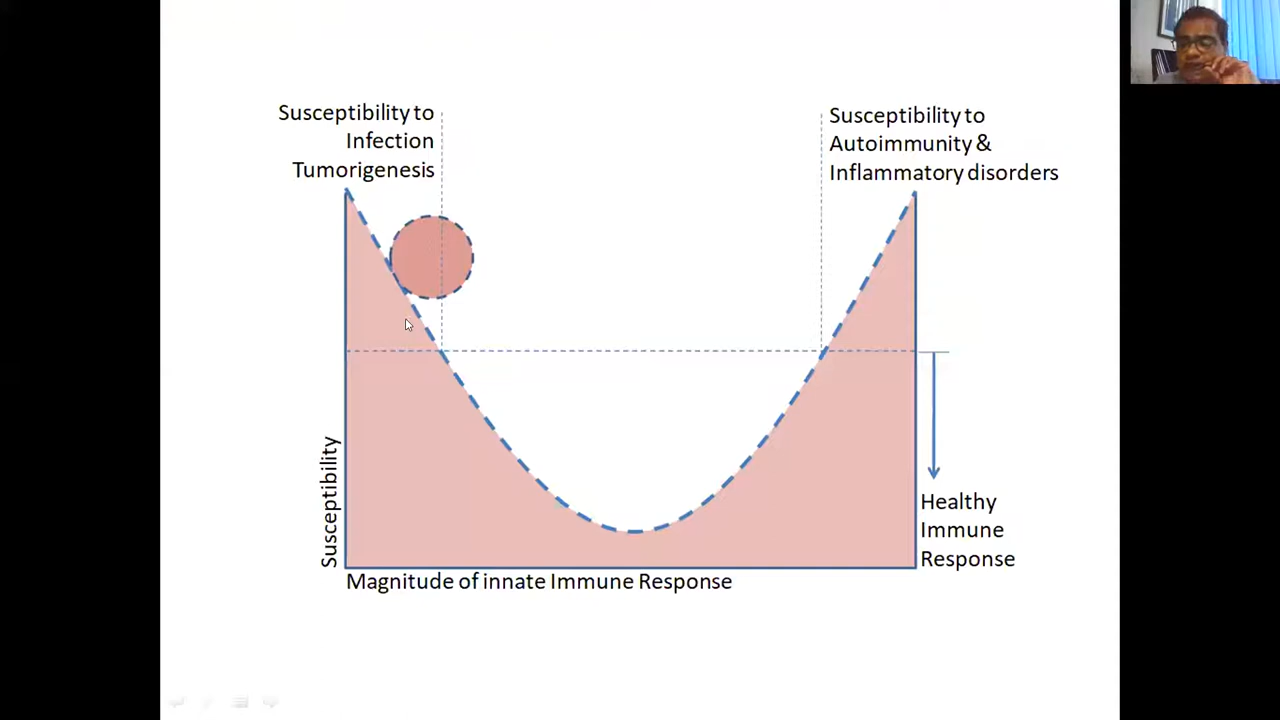 Susceptibility to
Infection
Tumorigenesis
Susceptibility to
Autoimmunity &
Inflammatory disorders
Susceptibility
Healthy
Immune
Response
Magnitude of innate Immune Response